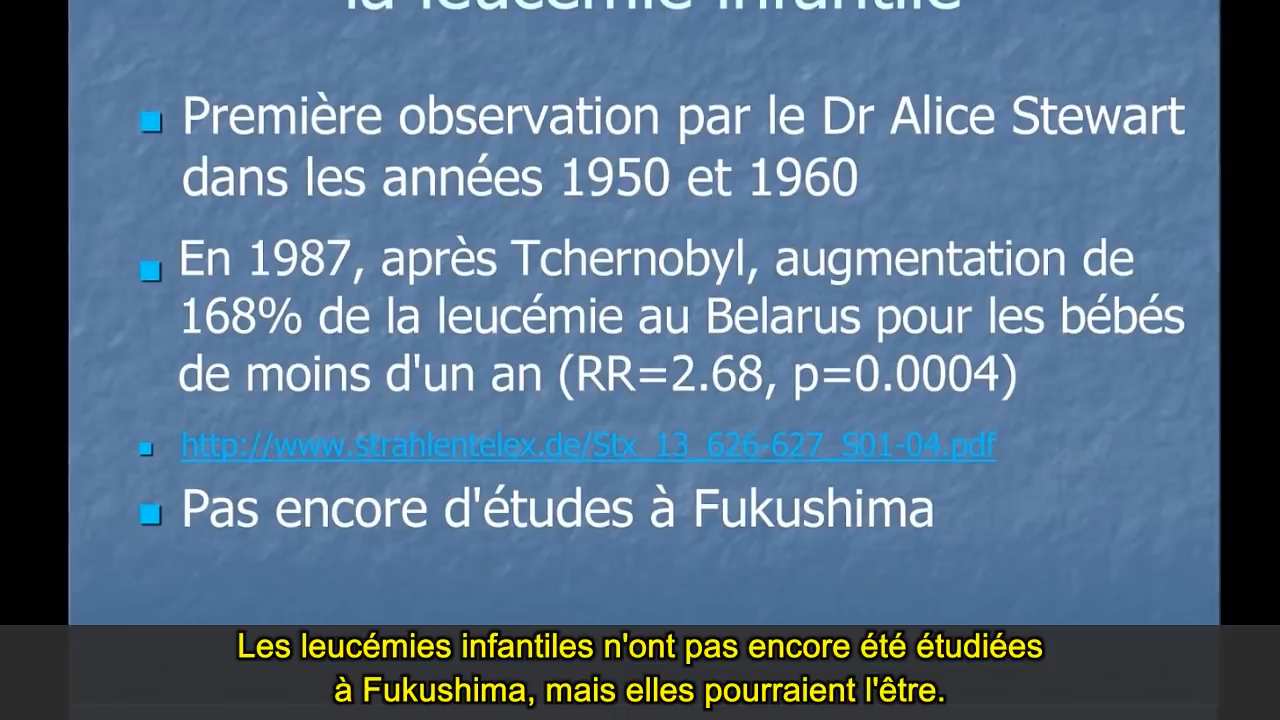 la leucémie infantile
Première observation par le Dr Alice Stewart
dans les années 1950 et 1960
En 1987, après Tchernobyl, augmentation de
168% de la leucémie au Belarus pour les bébés
de moins d'un an (RR=2.68, p=0.0004)
http://www.strahlentelex.de/Stx_13_626-627_S01-04.pdf
Pas encore d'études à Fukushima
Les leucémies infantiles n'ont pas encore été étudiées
à Fukushima, mais elles pourraient l'être.